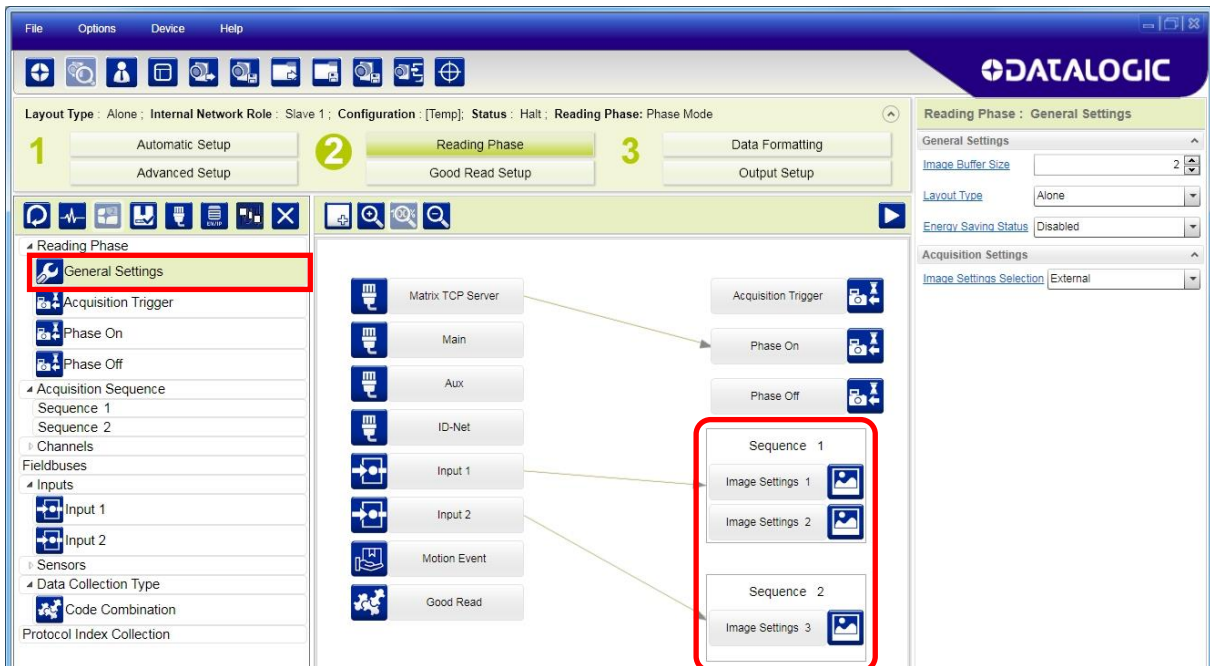 File Options Device Help
DATALOGIC
Layout Type : Alone ; Internal Network Role : Slave 1 ; Configuration : [Temp]; Status : Halt ; Reading Phase: Phase Mode
1 Automatic Setup
Advanced Setup
2 Reading Phase
Good Read Setup
3 Data Formatting
Output Setup
EN/IP
100%
Reading Phase
General Settings
Acquisition Trigger
Phase On
Phase Off
Acquisition Sequence
Sequence 1
Sequence 2
Channels
Fieldbuses
Inputs
Input 1
Input 2
Sensors
Data Collection Type
Code Combination
Protocol Index Collection
Matrix TCP Server
Main
Aux
ID-Net
Input 1
Input 2
Motion Event
Good Read
Acquisition Trigger
Phase On
Phase Off
Sequence 1
Image Settings 1
Image Settings 2
Sequence 2
Image Settings 3
Reading Phase : General Settings
General Settings
Image Buffer Size 2
Layout Type Alone
Energy Saving Status Disabled
Acquisition Settings
Image Settings Selection External